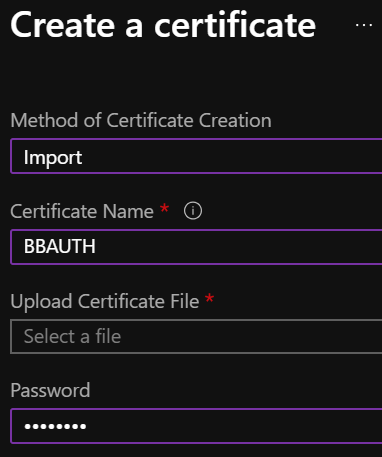 Create a certificate ...
Method of Certificate Creation
Import
Certificate Name *
BBAUTH
Upload Certificate File *
Select a file
Password
••••••••